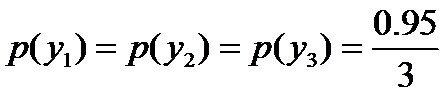 p(y₁) = p(y₂) = p(y₃) = 0.95/3